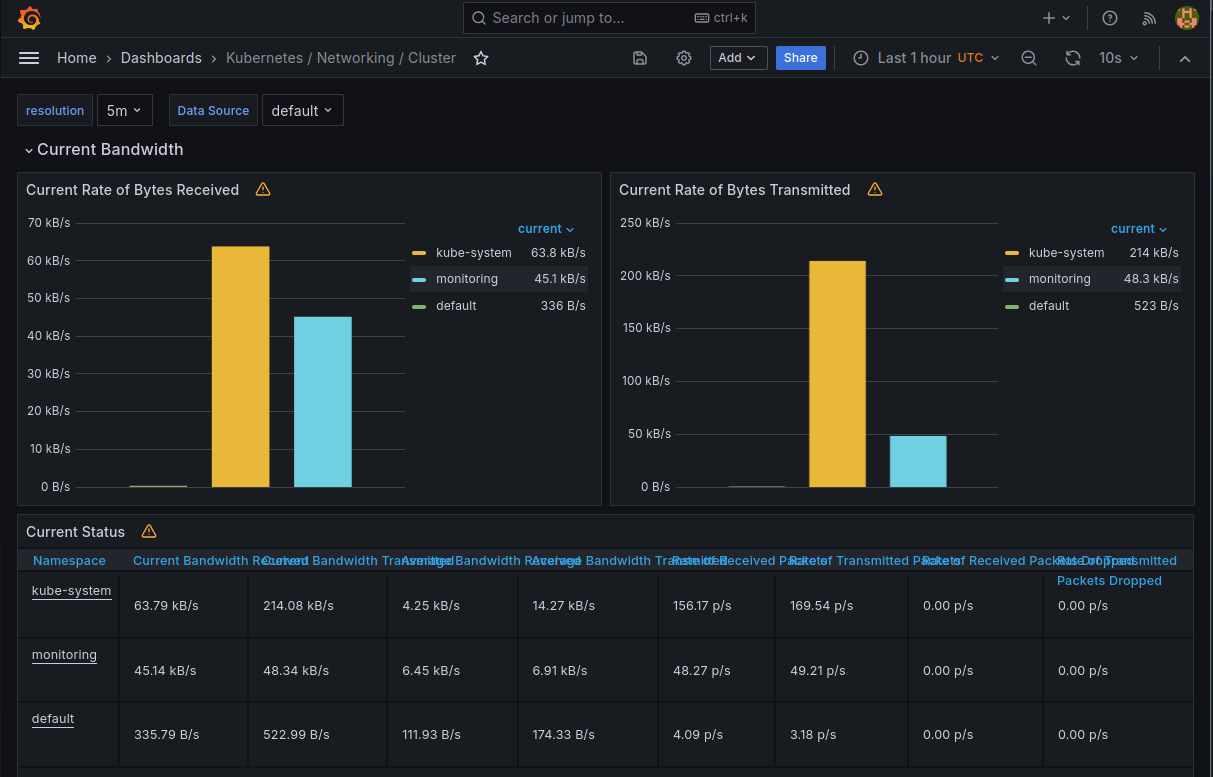 Search or jump to... ctrl+k
Home › Dashboards › Kubernetes / Networking / Cluster Add Share Last 1 hour UTC 10s
resolution 5m Data Source default
Current Bandwidth
Current Rate of Bytes Received
70 kB/s
60 kB/s
50 kB/s
40 kB/s
30 kB/s
20 kB/s
10 kB/s
0 B/s
current
kube-system 63.8 kB/s
monitoring 45.1 kB/s
default 336 B/s
Current Rate of Bytes Transmitted
250 kB/s
200 kB/s
150 kB/s
100 kB/s
50 kB/s
0 B/s
current
kube-system 214 kB/s
monitoring 48.3 kB/s
default 523 B/s
Current Status
Namespace Current Bandwidth Received Current Bandwidth Transmitted Average Bandwidth Received Average Bandwidth Transmitted Rate of Received Packets Rate of Transmitted Packets Rate of Received Packets Dropped Rate of Transmitted
Packets Dropped
kube-system 63.79 kB/s 214.08 kB/s 4.25 kB/s 14.27 kB/s 156.17 p/s 169.54 p/s 0.00 p/s 0.00 p/s
monitoring 45.14 kB/s 48.34 kB/s 6.45 kB/s 6.91 kB/s 48.27 p/s 49.21 p/s 0.00 p/s 0.00 p/s
default 335.79 B/s 522.99 B/s 111.93 B/s 174.33 B/s 4.09 p/s 3.18 p/s 0.00 p/s 0.00 p/s